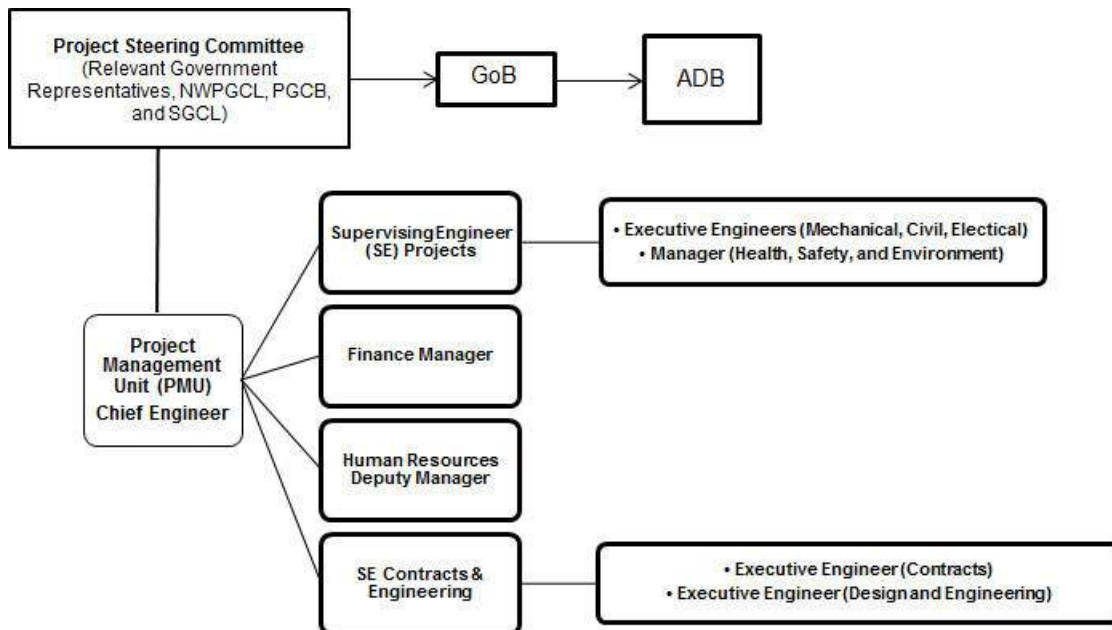 Project Steering Committee
(Relevant Government
Representatives, NWPGCL, PGCB,
and SGCL)
GoB
ADB
Supervising Engineer
(SE) Projects
• Executive Engineers (Mechanical, Civil, Electical)
• Manager (Health, Safety, and Environment)
Project
Management
Unit (PMU)
Chief Engineer
Finance Manager
Human Resources
Deputy Manager
SE Contracts &
Engineering
• Executive Engineer (Contracts)
• Executive Engineer (Design and Engineering)